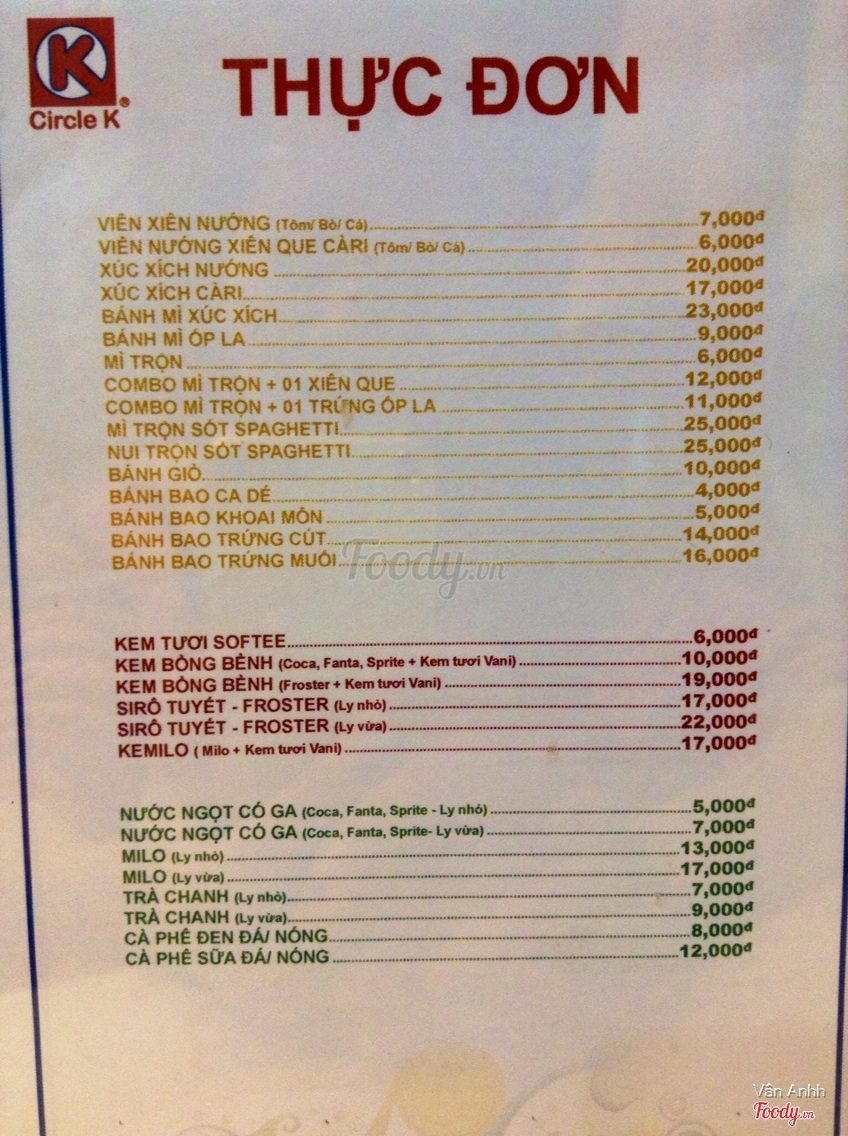 K
Circle K®
THỰC ĐƠN
VIÊN XIÊN NƯỚNG (Tôm/ Bò/ Cá) 7,000đ
VIÊN NƯỚNG XIÊN QUE CÀRI (Tôm/ Bò/ Cá) 6,000đ
XÚC XÍCH NƯỚNG 20,000đ
XÚC XÍCH CÀRI 17,000đ
BÁNH MÌ XÚC XÍCH 23,000đ
BÁNH MÌ ÓP LA 9,000đ
MÌ TRỘN 6,000đ
COMBO MÌ TRỘN + 01 XIÊN QUE 12,000đ
COMBO MÌ TRỘN + 01 TRỨNG ÓP LA 11,000đ
MÌ TRỘN SÓT SPAGHETTI 25,000đ
NUI TRỘN SÓT SPAGHETTI 25,000đ
BÁNH GIÒ 10,000đ
BÁNH BAO CA DÉ 4,000đ
BÁNH BAO KHOAI MÔN 5,000đ
BÁNH BAO TRỨNG CÚT 14,000đ
BÁNH BAO TRỨNG MUỐI 16,000đ
Foody.vn
KEM TƯƠI SOFTEE 6,000đ
KEM BỒNG BỀNH (Coca, Fanta, Sprite + Kem tươi Vani) 10,000đ
KEM BỒNG BỀNH (Froster + Kem tươi Vani) 19,000đ
SIRÔ TUYẾT - FROSTER (Ly nhỏ) 17,000đ
SIRÔ TUYẾT - FROSTER (Ly vừa) 22,000đ
KEMILO ( Milo + Kem tươi Vani) 17,000đ
NƯỚC NGỌT CÓ GA (Coca, Fanta, Sprite - Ly nhỏ) 5,000đ
NƯỚC NGỌT CÓ GA (Coca, Fanta, Sprite- Ly vừa) 7,000đ
MILO (Ly nhỏ) 13,000đ
MILO (Ly vừa) 17,000đ
TRÀ CHANH (Ly nhỏ) 7,000đ
TRÀ CHANH (Ly vừa) 9,000đ
CÀ PHÊ ĐEN ĐÁ/ NÓNG 8,000đ
CÀ PHÊ SỮA ĐÁ/ NÓNG 12,000đ
Vân Anhh
Foody.vn